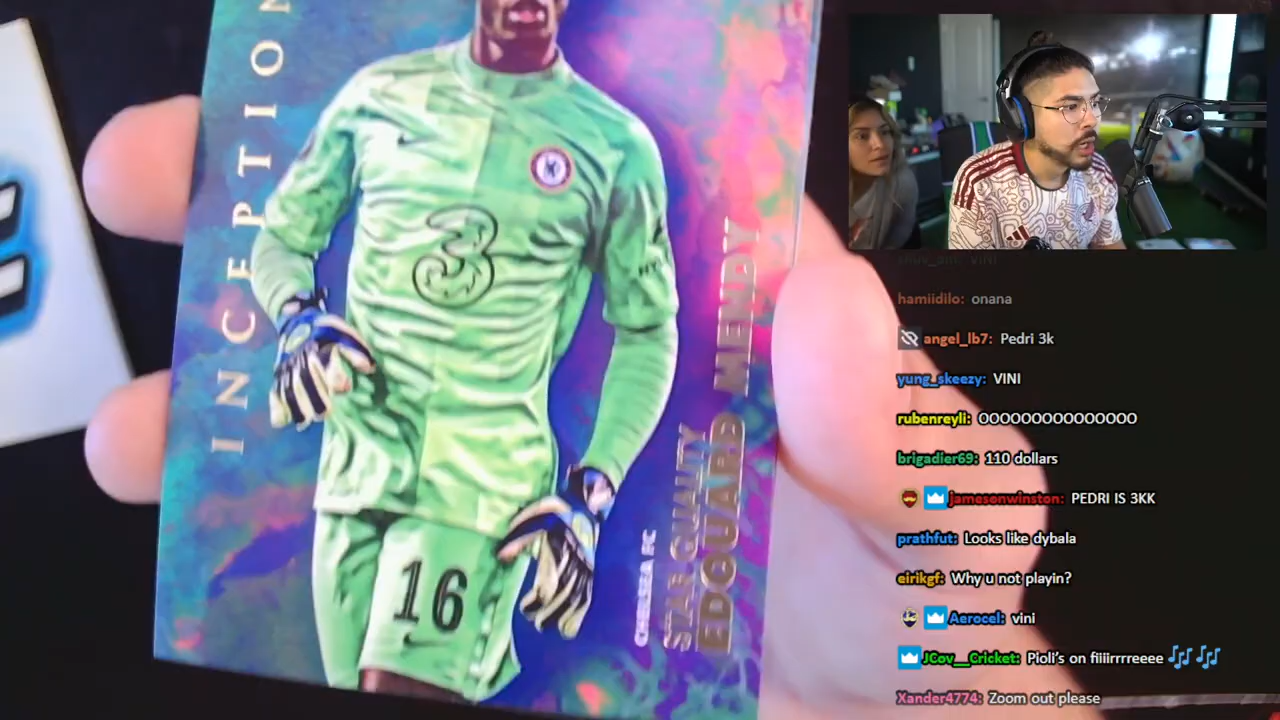 INCEPTION
3
16
CHELSEA FC
STAR QUALITY
EDOUARD MENDY
hamiidilo: onana
angel_lb7: Pedri 3k
yung_skeezy: VINI
rubenreyli: OOOOOOOOOOOOOOO
brigadier69: 110 dollars
jamesonwinston: PEDRI IS 3KK
prathfut: Looks like dybala
eirikgf: Why u not playin?
Aerocel: vini
JCov__Cricket: Pioli's on fiiiirrreeee 🎶 🎶
Xander4774: Zoom out please